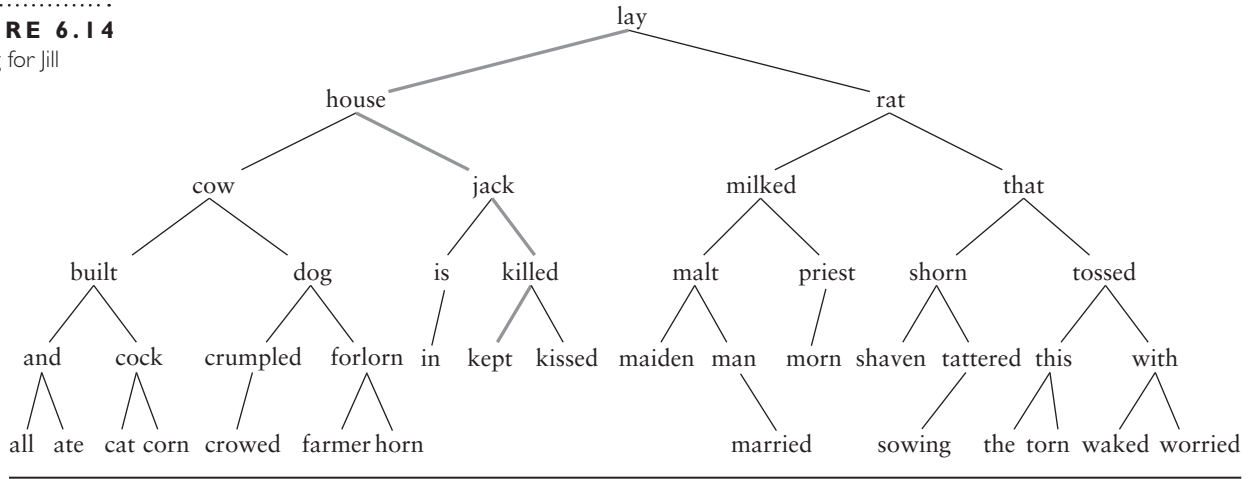 RE 6.14
for Jill
lay
house rat
cow jack milked that
built dog is killed malt priest shorn tossed
and cock crumpled forlorn in kept kissed maiden man morn shaven tattered this with
all ate cat corn crowed farmer horn married sowing the torn waked worried